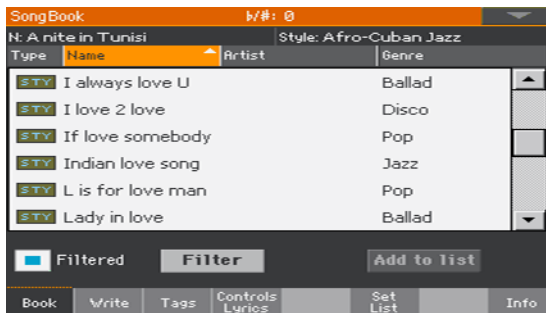 SongBook ♭/#: 0
N: A nite in Tunisi Style: Afro-Cuban Jazz
Type Name Artist Genre
STY I always love U Ballad
STY I love 2 love Disco
STY If love somebody Pop
STY Indian love song Jazz
STY L is for love man Pop
STY Lady in love Ballad
Filtered Filter Add to list
Book Write Tags Controls Lyrics Set List Info